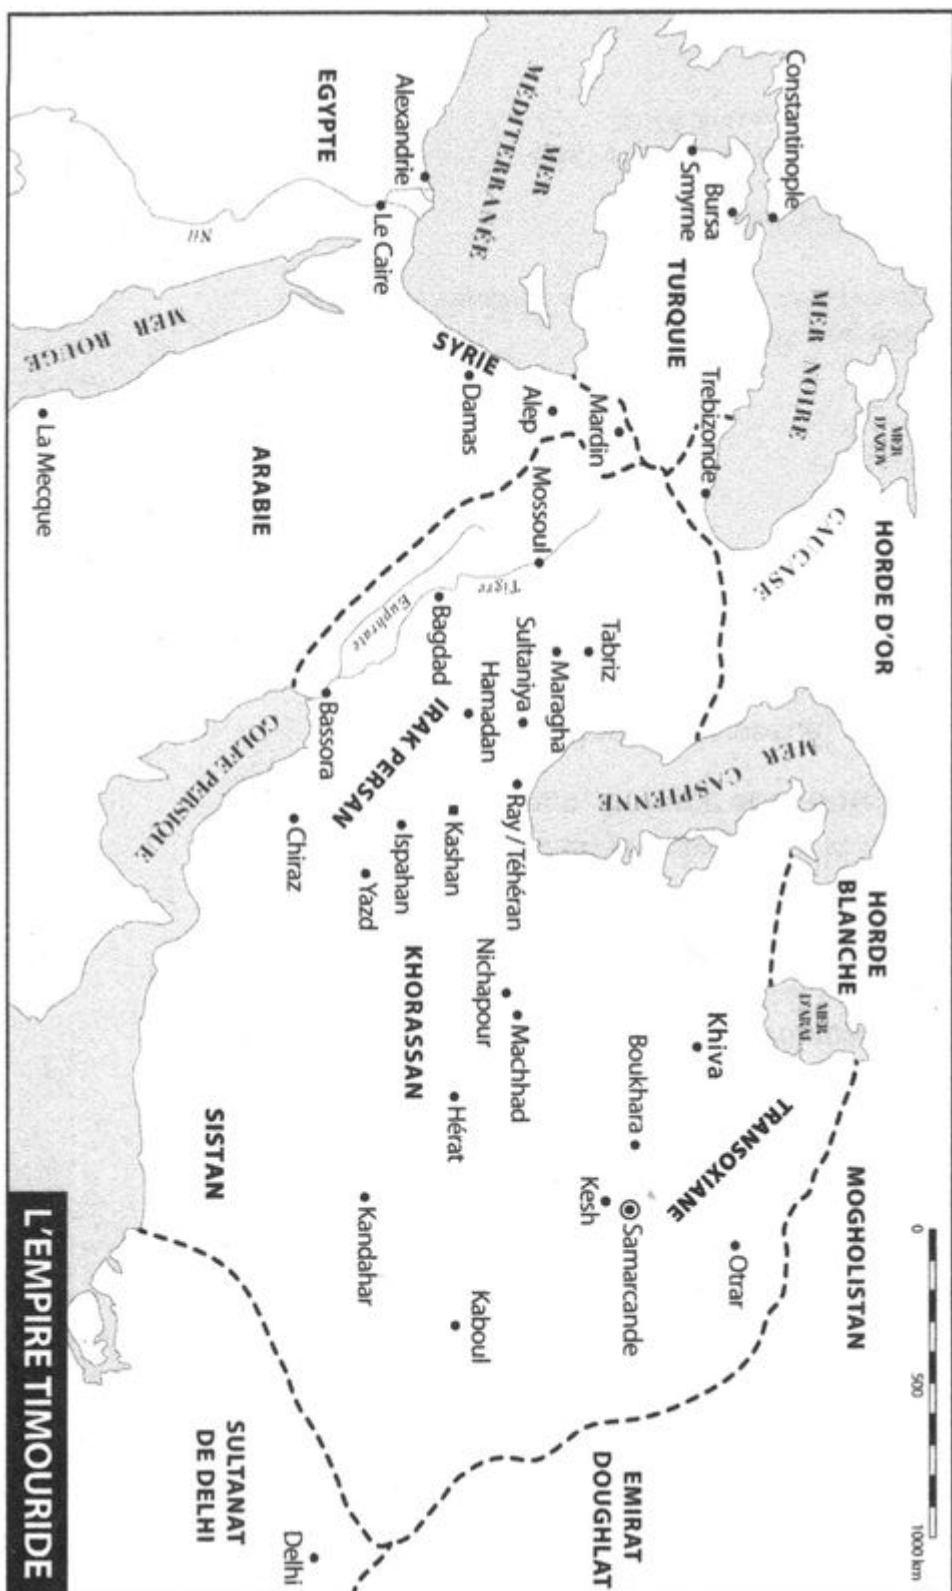 Constantinople
Bursa
Smyrne
TURQUIE
MER NOIRE
MER
D'AZOV
HORDE D'OR
CAUCASE
Trebizonde
Mardin
Alep
SYRIE
Damas
MER
MÉDITERRANÉE
Alexandrie
Le Caire
EGYPTE
Nil
MER ROUGE
La Mecque
ARABIE
Mossoul
Tigre
Euphrate
Bagdad
Bassora
GOLFE PERSIQUE
Tabriz
Maragha
Sultaniya
Hamadan
IRAK PERSAN
MER CASPIENNE
Ray / Téhéran
Kashan
Ispahan
Yazd
Chiraz
HORDE
BLANCHE
MER
D'ARAL
Khiva
Boukhara
TRANSOXIANE
Samarcande
Kesh
Otrar
MOGHOLISTAN
Nichapour
Machhad
KHORASSAN
Hérat
SISTAN
Kandahar
Kaboul
EMIRAT
DOUGHLAT
SULTANAT
DE DELHI
Delhi
0 500 1000 km
L'EMPIRE TIMOURIDE